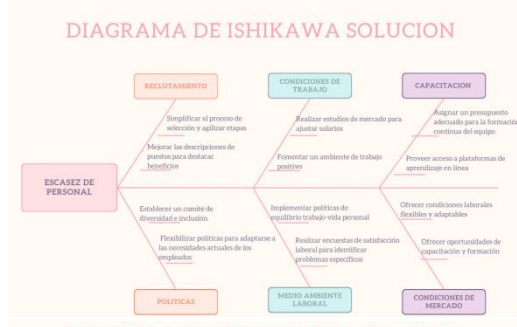 DIAGRAMA DE ISHIKAWA SOLUCION
RECLUTAMIENTO
CONDICIONES DE
TRABAJO
CAPACITACION
Simplificar el proceso de
selección y agilizar etapas
Mejorar las descripciones de
puestos para destacar
beneficios
Realizar estudios de mercado para
ajustar salarios
Fomentar un ambiente de trabajo
positivo
Asignar un presupuesto
adecuado para la formación
continua del equipo
Proveer acceso a plataformas de
aprendizaje en línea
ESCASEZ DE
PERSONAL
Establecer un comité de
diversidad e inclusión
Flexibilizar políticas para adaptarse a
las necesidades actuales de los
empleados
Implementar políticas de
equilibrio trabajo-vida personal
Realizar encuestas de satisfacción
laboral para identificar
problemas específicos
Ofrecer condiciones laborales
flexibles y adaptables
Ofrecer oportunidades de
capacitación y formación
POLITICAS
MEDIO AMBIENTE
LABORAL
CONDICIONES DE
MERCADO